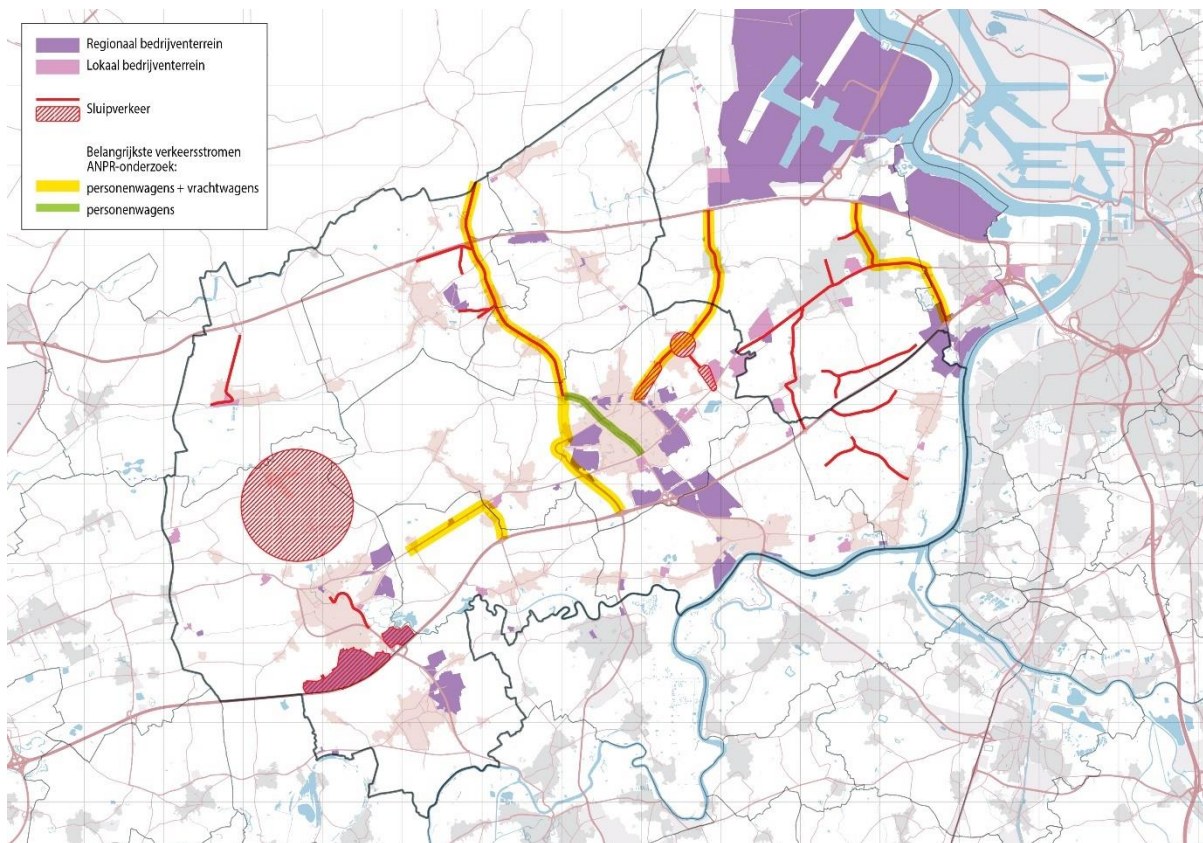 Regionaal bedrijventerrein
Lokaal bedrijventerrein
Sluipverkeer
Belangrijkste verkeersstromen
ANPR-onderzoek:
personenwagens + vrachtwagens
personenwagens